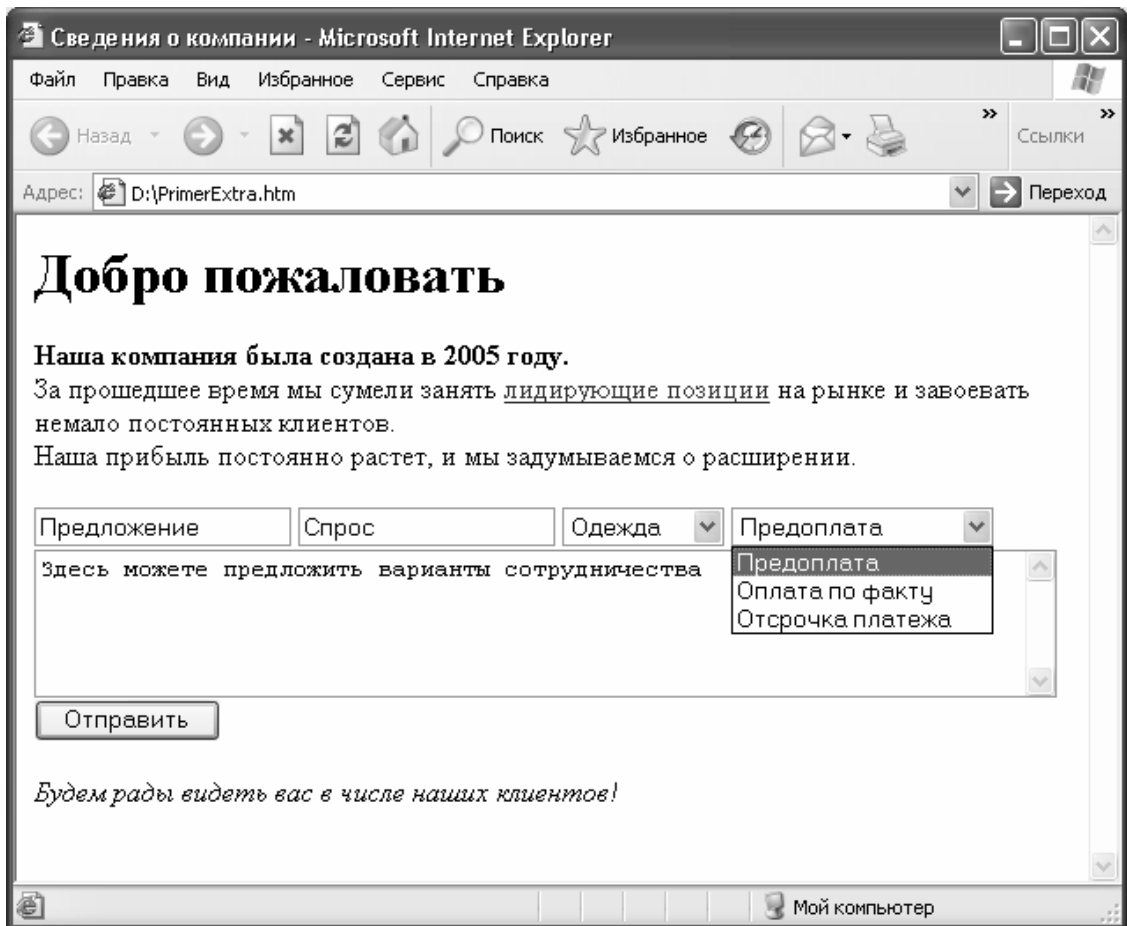 Сведения о компании - Microsoft Internet Explorer
Файл Правка Вид Избранное Сервис Справка
Назад Поиск Избранное » Ссылки »
Адрес: D:\PrimerExtra.htm Переход
Добро пожаловать
Наша компания была создана в 2005 году.
За прошедшее время мы сумели занять лидирующие позиции на рынке и завоевать
немало постоянных клиентов.
Наша прибыль постоянно растет, и мы задумываемся о расширении.
Предложение Спрос Одежда Предоплата
Здесь можете предложить варианты сотрудничества
Предоплата
Оплата по факту
Отсрочка платежа
Отправить
Будем рады видеть вас в числе наших клиентов!
Мой компьютер